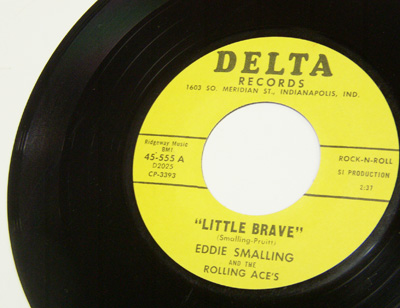 DELTA
RECORDS
1603 SO. MERIDIAN ST., INDIANAPOLIS, IND.
Ridgeway Music
BMI
45-555 A
D2025
CP-3393
ROCK-N-ROLL
SI PRODUCTION
2:37
"LITTLE BRAVE"
(Smalling-Pruitt)
EDDIE SMALLING
AND THE
ROLLING ACE'S